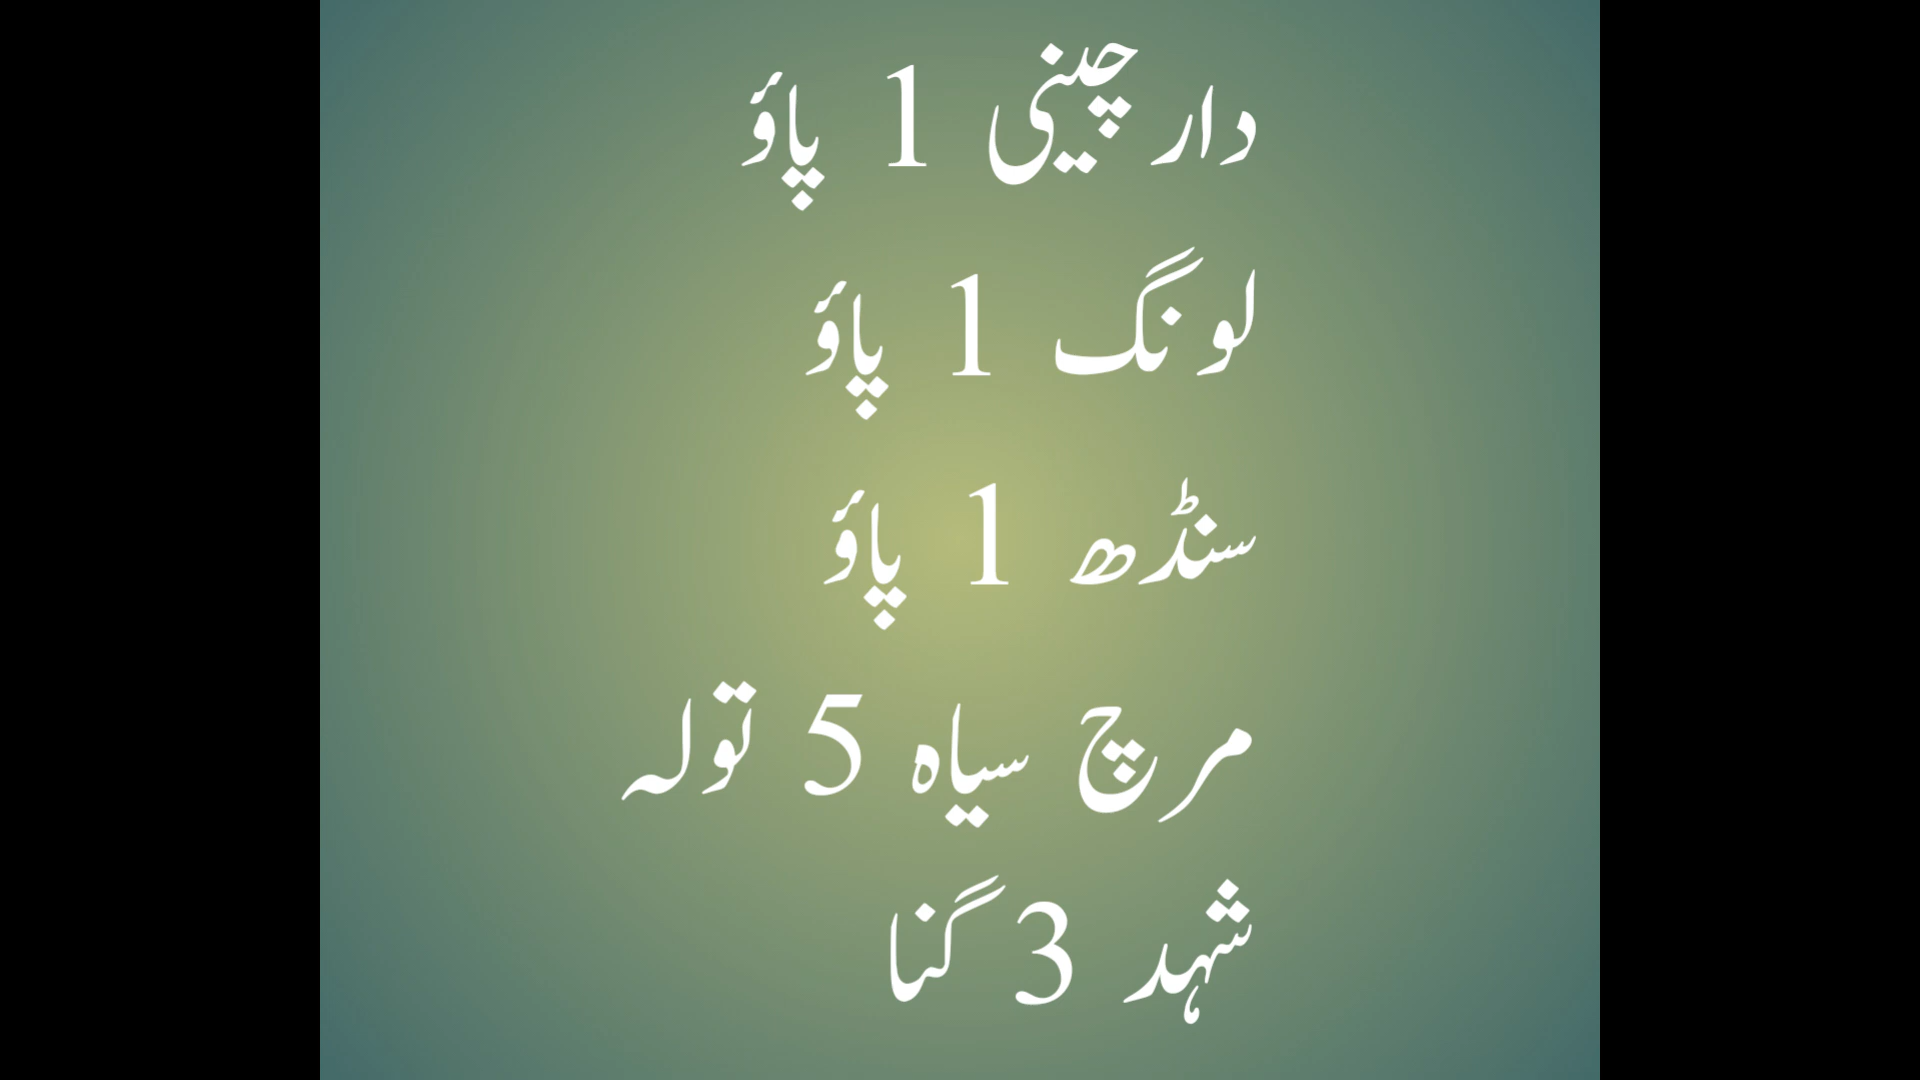 دار چینی 1 پاؤ
لونگ 1 پاؤ
سنڈھ 1 پاؤ
مرچ سیاہ 5 تولہ
شہد 3 گنا